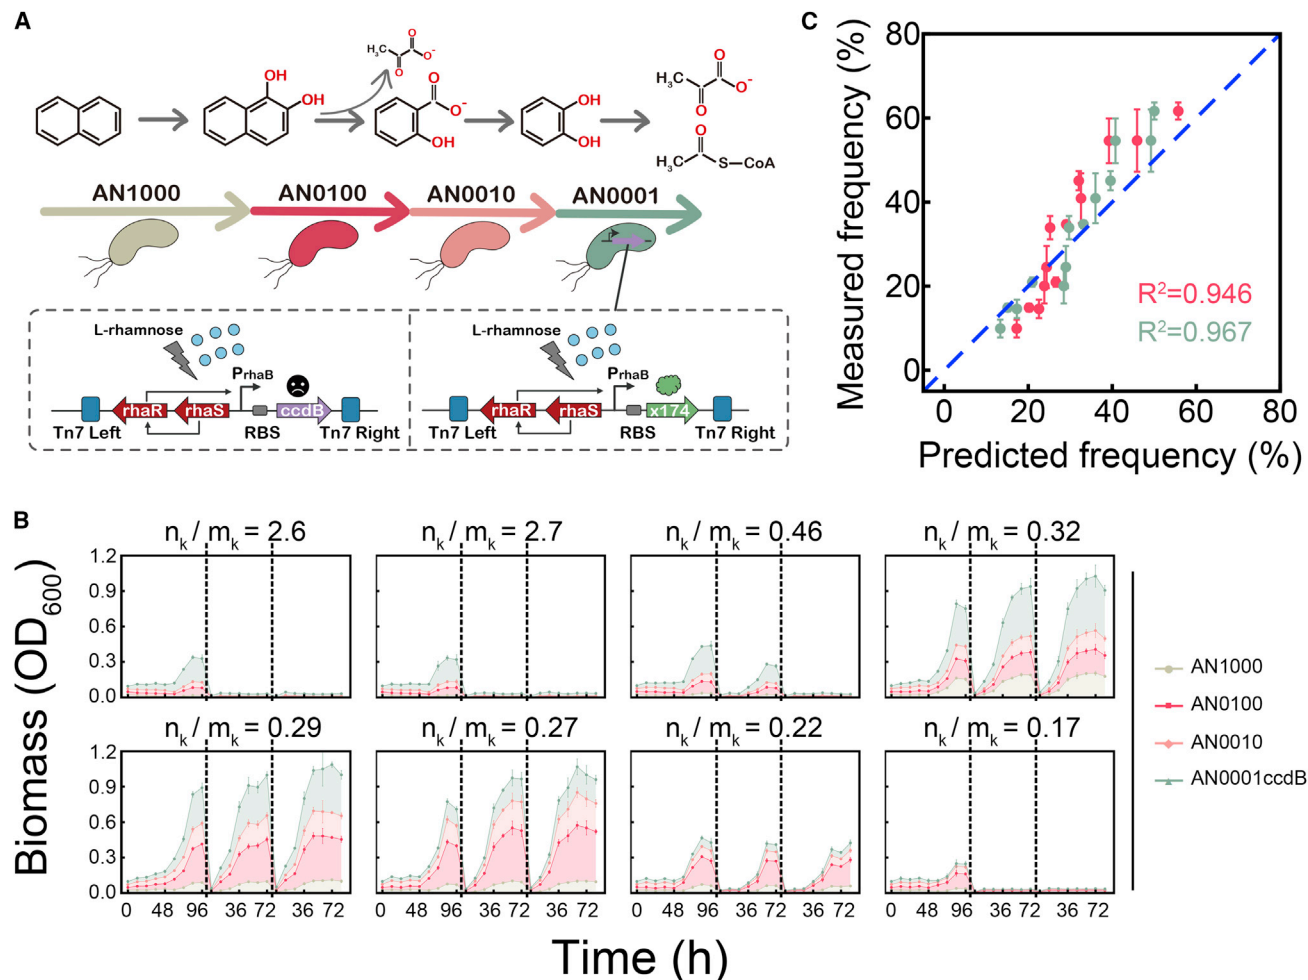 A
OH
OH
H₃C
O
O⁻
O
O
O⁻
OH
OH
OH
H₃C
O
O⁻
O
O
H₃C
S—CoA
AN1000
AN0100
AN0010
AN0001
L-rhamnose
PrhaB
rhaR
rhaS
ccdB
Tn7 Left
RBS
Tn7 Right
L-rhamnose
PrhaB
rhaR
rhaS
x174
Tn7 Left
RBS
Tn7 Right
C
Measured frequency (%)
80
60
40
20
0
R²=0.946
R²=0.967
0 20 40 60 80
Predicted frequency (%)
B
Biomass (OD₆₀₀)
nₖ / mₖ = 2.6
nₖ / mₖ = 2.7
nₖ / mₖ = 0.46
nₖ / mₖ = 0.32
1.2
0.9
0.6
0.3
0.0
nₖ / mₖ = 0.29
nₖ / mₖ = 0.27
nₖ / mₖ = 0.22
nₖ / mₖ = 0.17
1.2
0.9
0.6
0.3
0.0
0 48 96 36 72 72
0 48 96 36 72 72
0 48 96 36 72 72
0 48 96 36 72 72
Time (h)
AN1000
AN0100
AN0010
AN0001ccdB